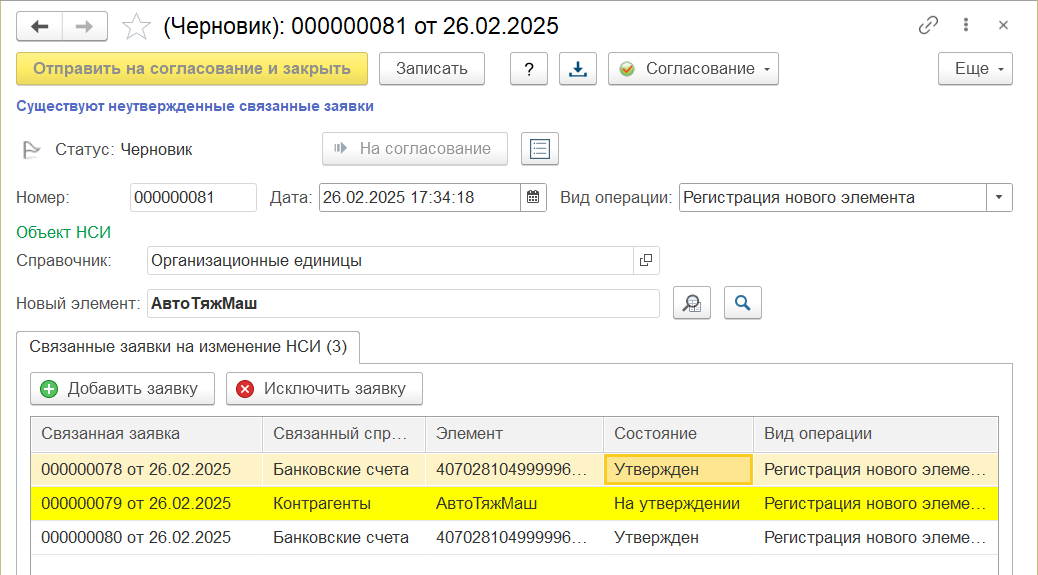 (Черновик): 000000081 от 26.02.2025
Отправить на согласование и закрыть Записать ? Согласование Еще
Существуют неутвержденные связанные заявки
Статус: Черновик На согласование
Номер: 000000081 Дата: 26.02.2025 17:34:18 Вид операции: Регистрация нового элемента
Объект НСИ
Справочник: Организационные единицы
Новый элемент: АвтоТяжМаш
Связанные заявки на изменение НСИ (3)
Добавить заявку Исключить заявку
Связанная заявка Связанный спр... Элемент Состояние Вид операции
000000078 от 26.02.2025 Банковские счета 407028104999996... Утвержден Регистрация нового элеме...
000000079 от 26.02.2025 Контрагенты АвтоТяжМаш На утверждении Регистрация нового элеме...
000000080 от 26.02.2025 Банковские счета 407028104999996... Утвержден Регистрация нового элеме...